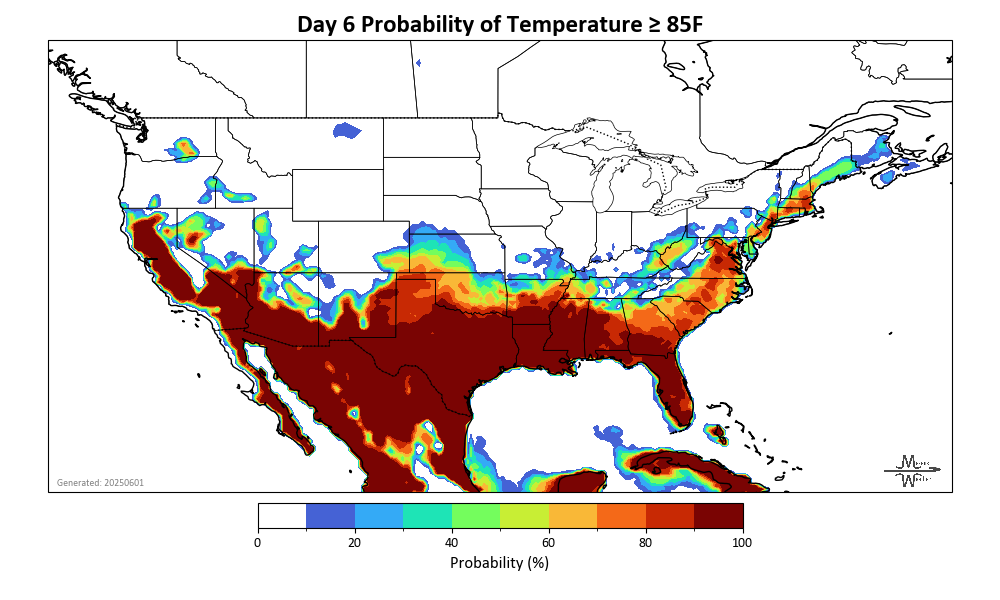 Day 6 Probability of Temperature ≥ 85F
Generated: 20250601
0 20 40 60 80 100
Probability (%)